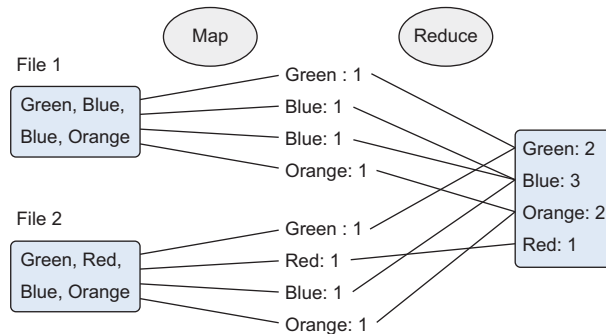 Map
Reduce
File 1
Green, Blue,
Blue, Orange
Green : 1
Blue: 1
Blue: 1
Orange: 1
File 2
Green, Red,
Blue, Orange
Green : 1
Red: 1
Blue: 1
Orange: 1
Green: 2
Blue: 3
Orange: 2
Red: 1